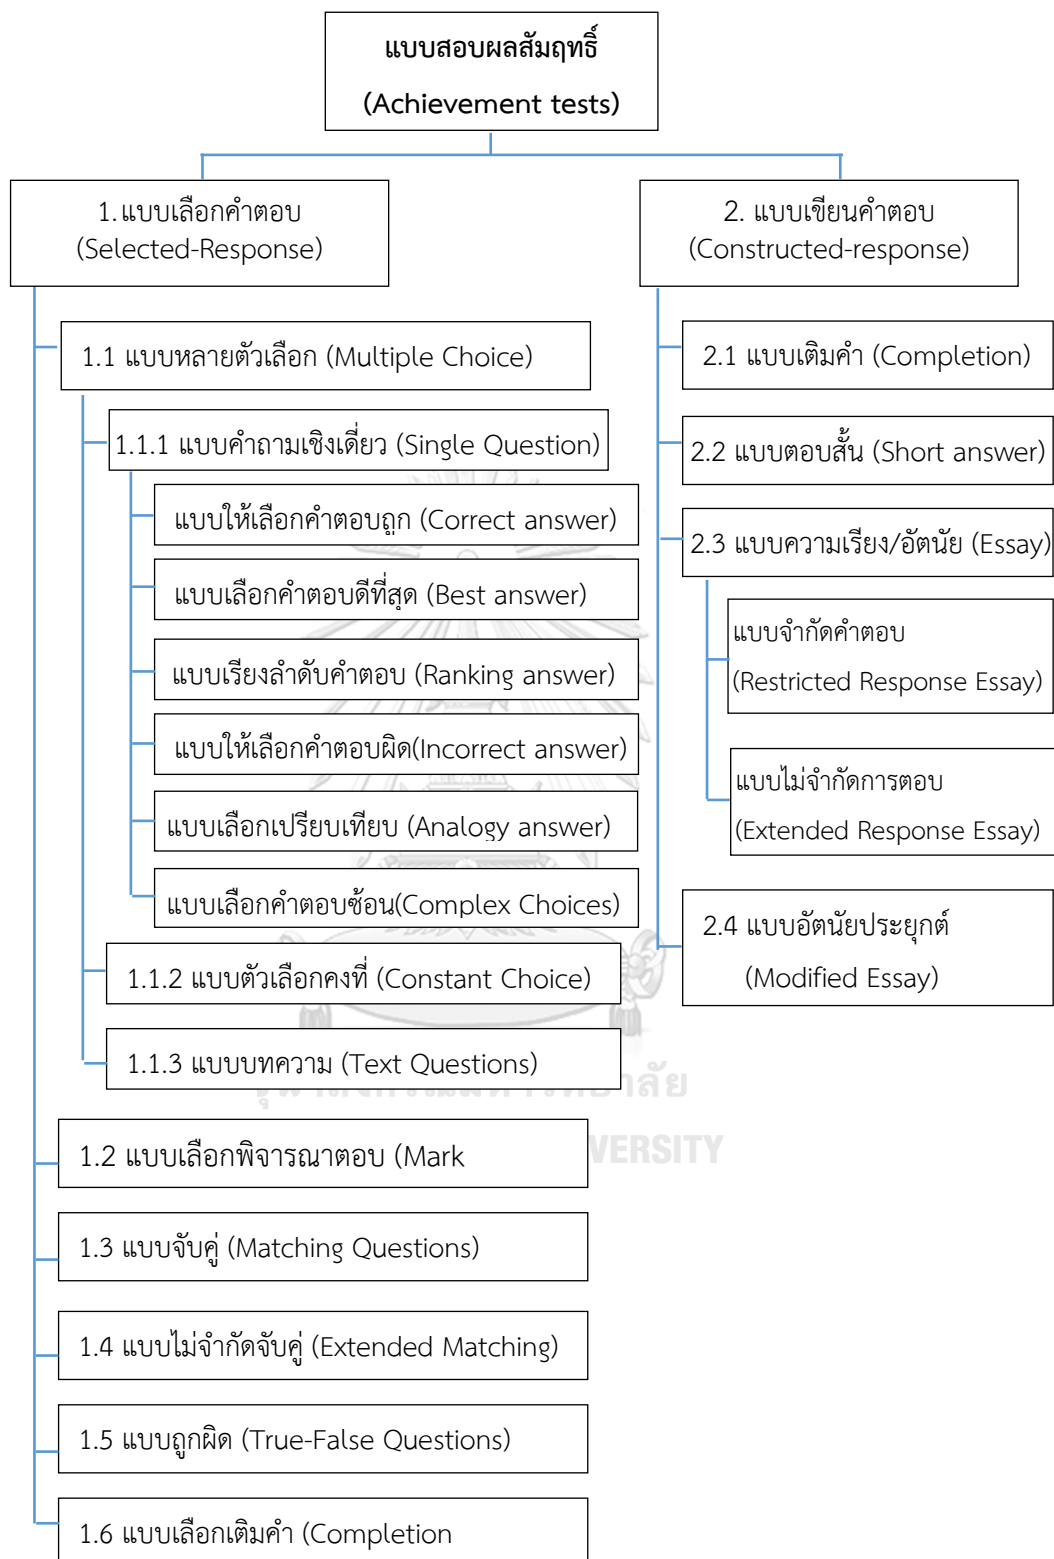 แบบสอบผลสัมฤทธิ์
(Achievement tests)
1. แบบเลือกคำตอบ
(Selected-Response)
1.1 แบบหลายตัวเลือก (Multiple Choice)
1.1.1 แบบคำถามเชิงเดี่ยว (Single Question)
แบบให้เลือกคำตอบถูก (Correct answer)
แบบเลือกคำตอบดีที่สุด (Best answer)
แบบเรียงลำดับคำตอบ (Ranking answer)
แบบให้เลือกคำตอบผิด(Incorrect answer)
แบบเลือกเปรียบเทียบ (Analogy answer)
แบบเลือกคำตอบซ้อน(Complex Choices)
1.1.2 แบบตัวเลือกคงที่ (Constant Choice)
1.1.3 แบบบทความ (Text Questions)
1.2 แบบเลือกพิจารณาตอบ (Mark
1.3 แบบจับคู่ (Matching Questions)
1.4 แบบไม่จำกัดจับคู่ (Extended Matching)
1.5 แบบถูกผิด (True-False Questions)
1.6 แบบเลือกเติมคำ (Completion
2. แบบเขียนคำตอบ
(Constructed-response)
2.1 แบบเติมคำ (Completion)
2.2 แบบตอบสั้น (Short answer)
2.3 แบบความเรียง/อัตนัย (Essay)
แบบจำกัดคำตอบ
(Restricted Response Essay)
แบบไม่จำกัดการตอบ
(Extended Response Essay)
2.4 แบบอัตนัยประยุกต์
(Modified Essay)